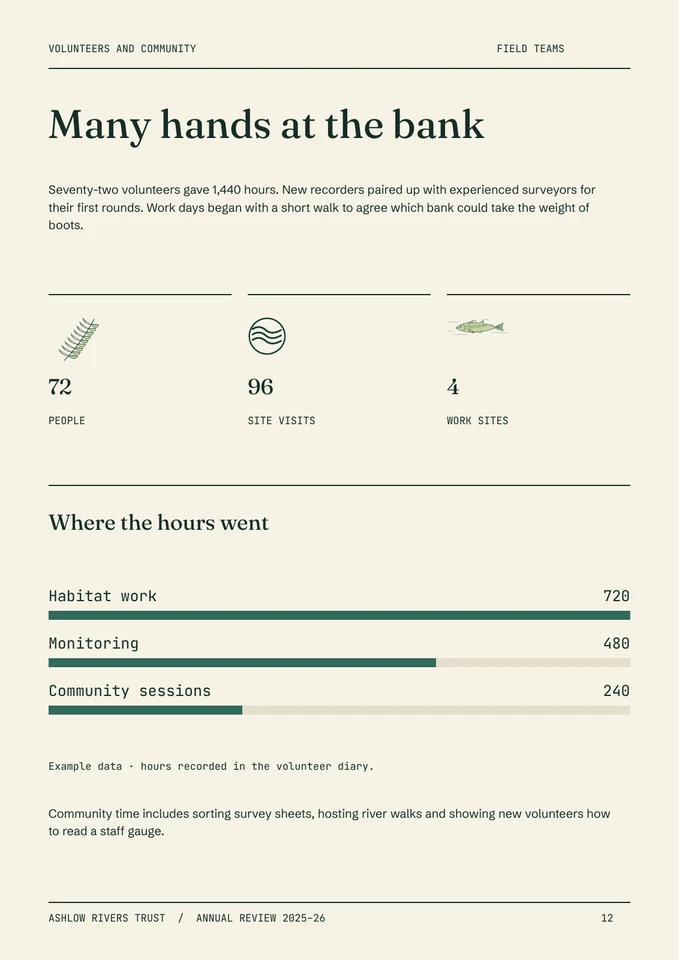 VOLUNTEERS AND COMMUNITY
FIELD TEAMS
Many hands at the bank
Seventy-two volunteers gave 1,440 hours. New recorders paired up with experienced surveyors for
their first rounds. Work days began with a short walk to agree which bank could take the weight of
boots.
72
PEOPLE
96
SITE VISITS
4
WORK SITES
Where the hours went
Habitat work 720
Monitoring 480
Community sessions 240
Example data · hours recorded in the volunteer diary.
Community time includes sorting survey sheets, hosting river walks and showing new volunteers how
to read a staff gauge.
ASHLOW RIVERS TRUST / ANNUAL REVIEW 2025–26
12